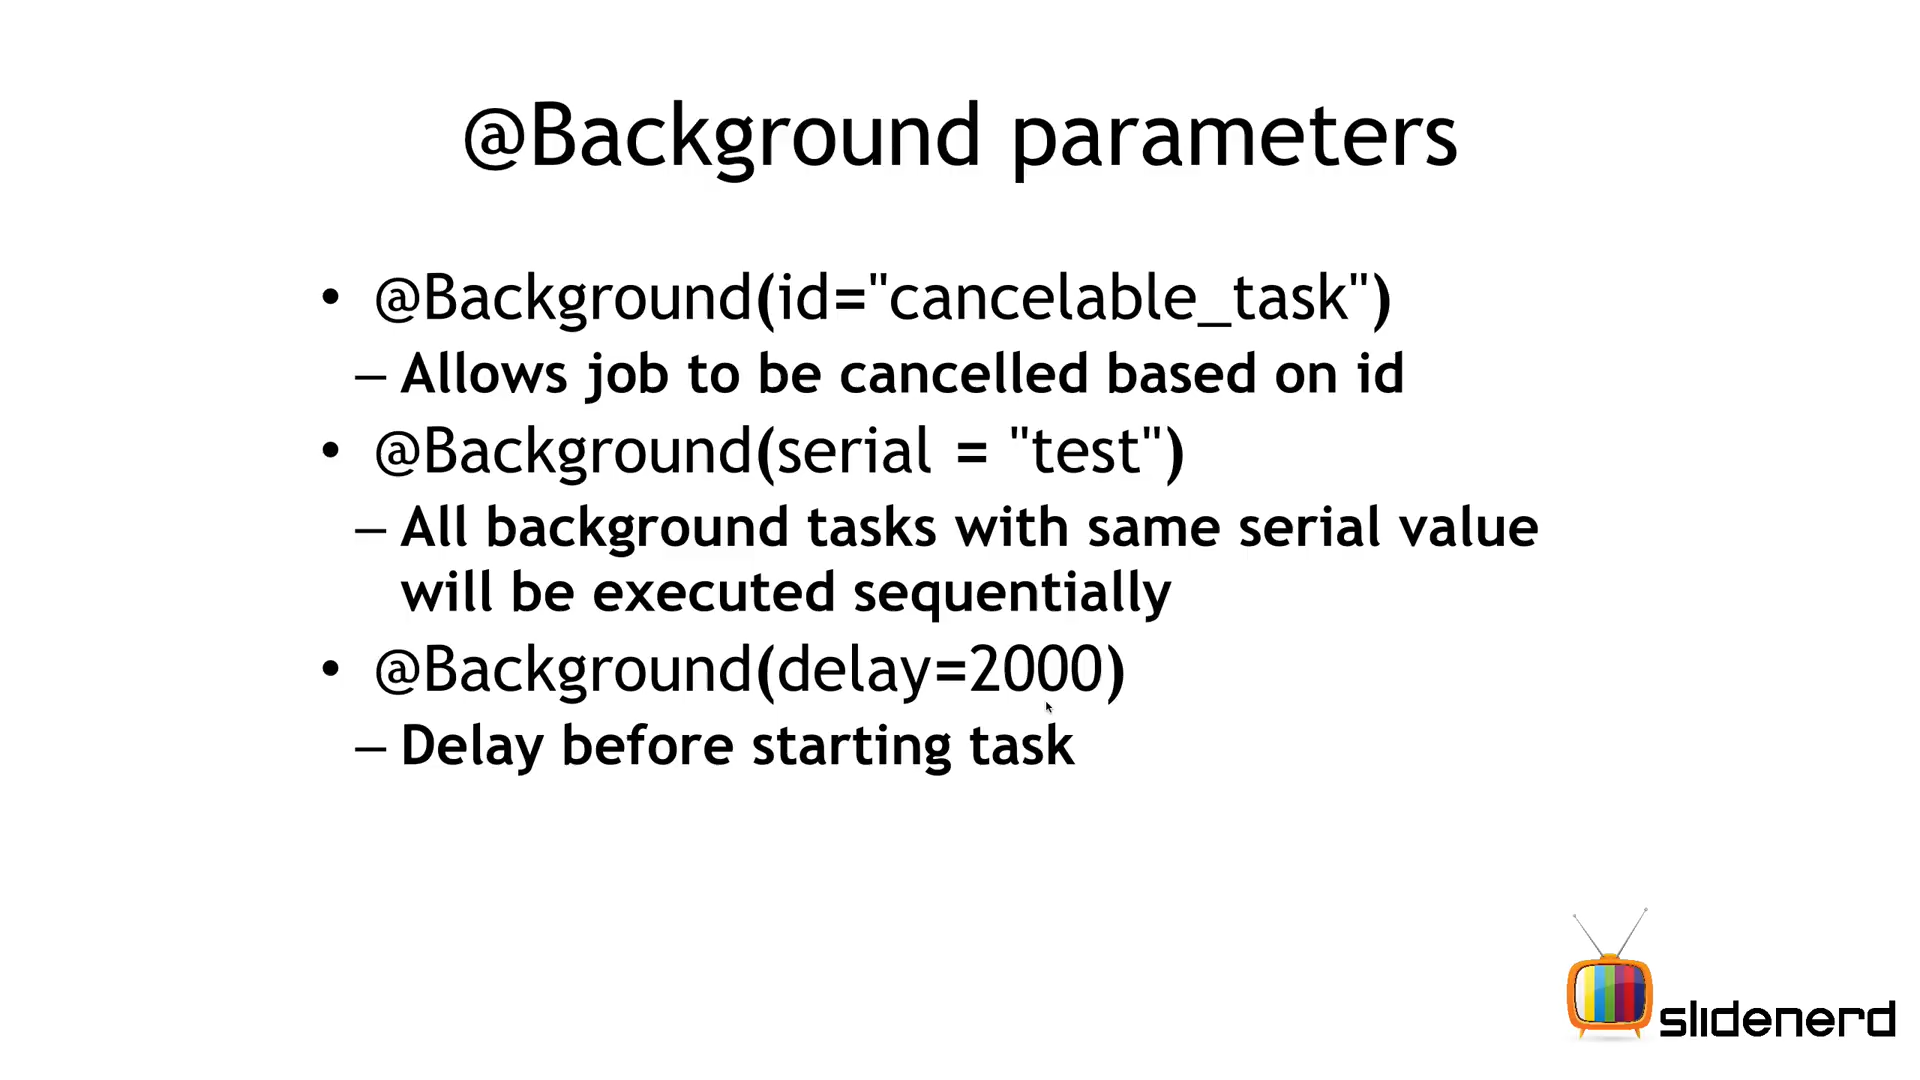 @Background parameters
• @Background(id="cancelable_task")
– Allows job to be cancelled based on id
• @Background(serial = "test")
– All background tasks with same serial value
will be executed sequentially
• @Background(delay=2000)
– Delay before starting task
slidenerd